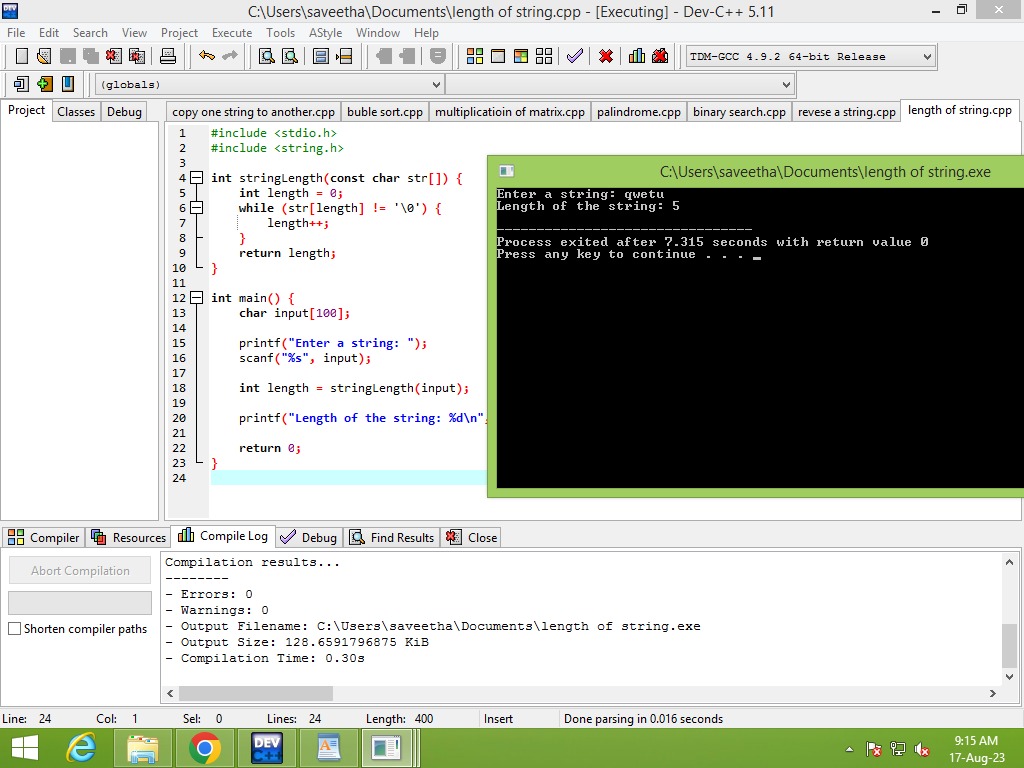 C:\Users\saveetha\Documents\length of string.cpp - [Executing] - Dev-C++ 5.11
File Edit Search View Project Execute Tools AStyle Window Help
TDM-GCC 4.9.2 64-bit Release
(globals)
Project Classes Debug
copy one string to another.cpp buble sort.cpp multiplicatioin of matrix.cpp palindrome.cpp binary search.cpp revese a string.cpp length of string.cpp
1 #include <stdio.h>
2 #include <string.h>
3
4 int stringLength(const char str[]) {
5 int length = 0;
6 while (str[length] != '\0') {
7 length++;
8 }
9 return length;
10 }
11
12 int main() {
13 char input[100];
14
15 printf("Enter a string: ");
16 scanf("%s", input);
17
18 int length = stringLength(input);
19
20 printf("Length of the string: %d\n",
21
22 return 0;
23 }
24
C:\Users\saveetha\Documents\length of string.exe
Enter a string: qwetu
Length of the string: 5
--------------------------------
Process exited after 7.315 seconds with return value 0
Press any key to continue . . . _
Compiler Resources Compile Log Debug Find Results Close
Abort Compilation
Shorten compiler paths
Compilation results...
--------
- Errors: 0
- Warnings: 0
- Output Filename: C:\Users\saveetha\Documents\length of string.exe
- Output Size: 128.6591796875 KiB
- Compilation Time: 0.30s
Line: 24 Col: 1 Sel: 0 Lines: 24 Length: 400 Insert Done parsing in 0.016 seconds
DEV C++
9:15 AM
17-Aug-23